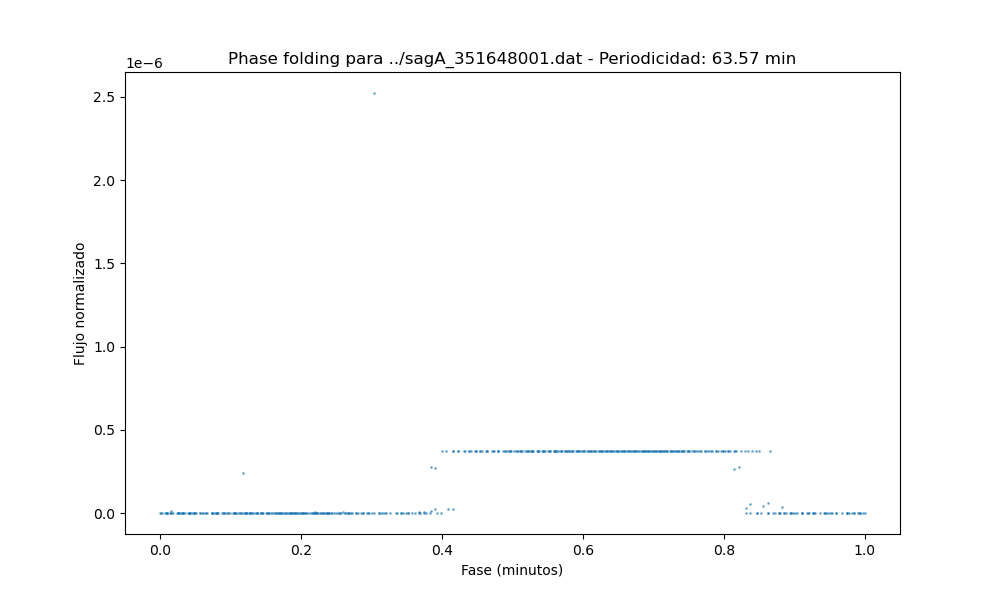 Phase folding para ../sagA_351648001.dat - Periodicidad: 63.57 min
1e−6
2.5
2.0
1.5
1.0
0.5
0.0
Flujo normalizado
0.0 0.2 0.4 0.6 0.8 1.0
Fase (minutos)